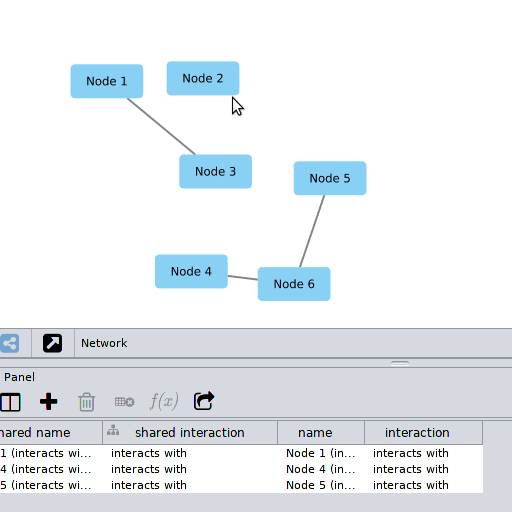 Node 1
Node 2
Node 3
Node 5
Node 4
Node 6
Network
Panel
f(x)
shared interaction name interaction
1 (interacts wi... interacts with Node 1 (in... interacts with
4 (interacts wi... interacts with Node 4 (in... interacts with
5 (interacts wi... interacts with Node 5 (in... interacts with